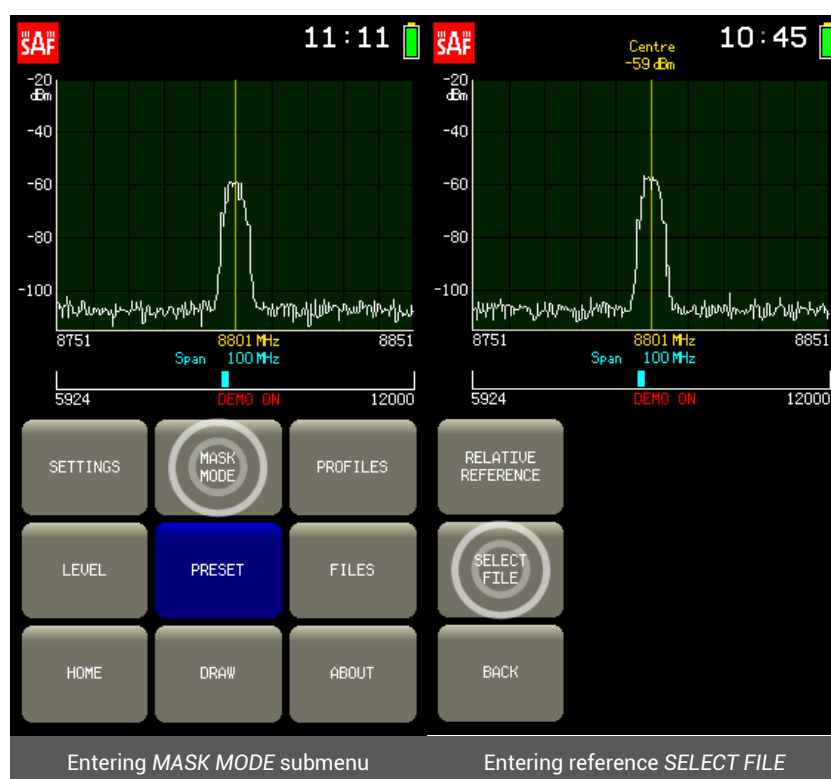 SAF
11:11
-20
dBm
-40
-60
-80
-100
8751 8801 MHz 8851
Span 100 MHz
5924 DEMO ON 12000
SETTINGS
MASK
MODE
PROFILES
LEVEL
PRESET
FILES
HOME
DRAW
ABOUT
Entering MASK MODE submenu
SAF
Centre
-59 dBm
10:45
-20
dBm
-40
-60
-80
-100
8751 8801 MHz 8851
Span 100 MHz
5924 DEMO ON 12000
RELATIVE
REFERENCE
SELECT
FILE
BACK
Entering reference SELECT FILE